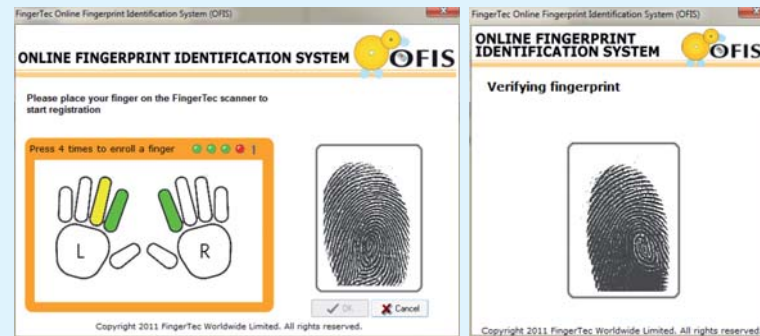 FingerTec Online Fingerprint Identification System (OFIS)
ONLINE FINGERPRINT IDENTIFICATION SYSTEM
OFIS
Please place your finger on the FingerTec scanner to
start registration
Press 4 times to enroll a finger
L
R
OK
Cancel
Copyright 2011 FingerTec Worldwide Limited. All rights reserved.
FingerTec Online Fingerprint Identification System (OFIS)
ONLINE FINGERPRINT
IDENTIFICATION SYSTEM
OFIS
Verifying fingerprint
Copyright 2011 FingerTec Worldwide Limited. All rights reserved.